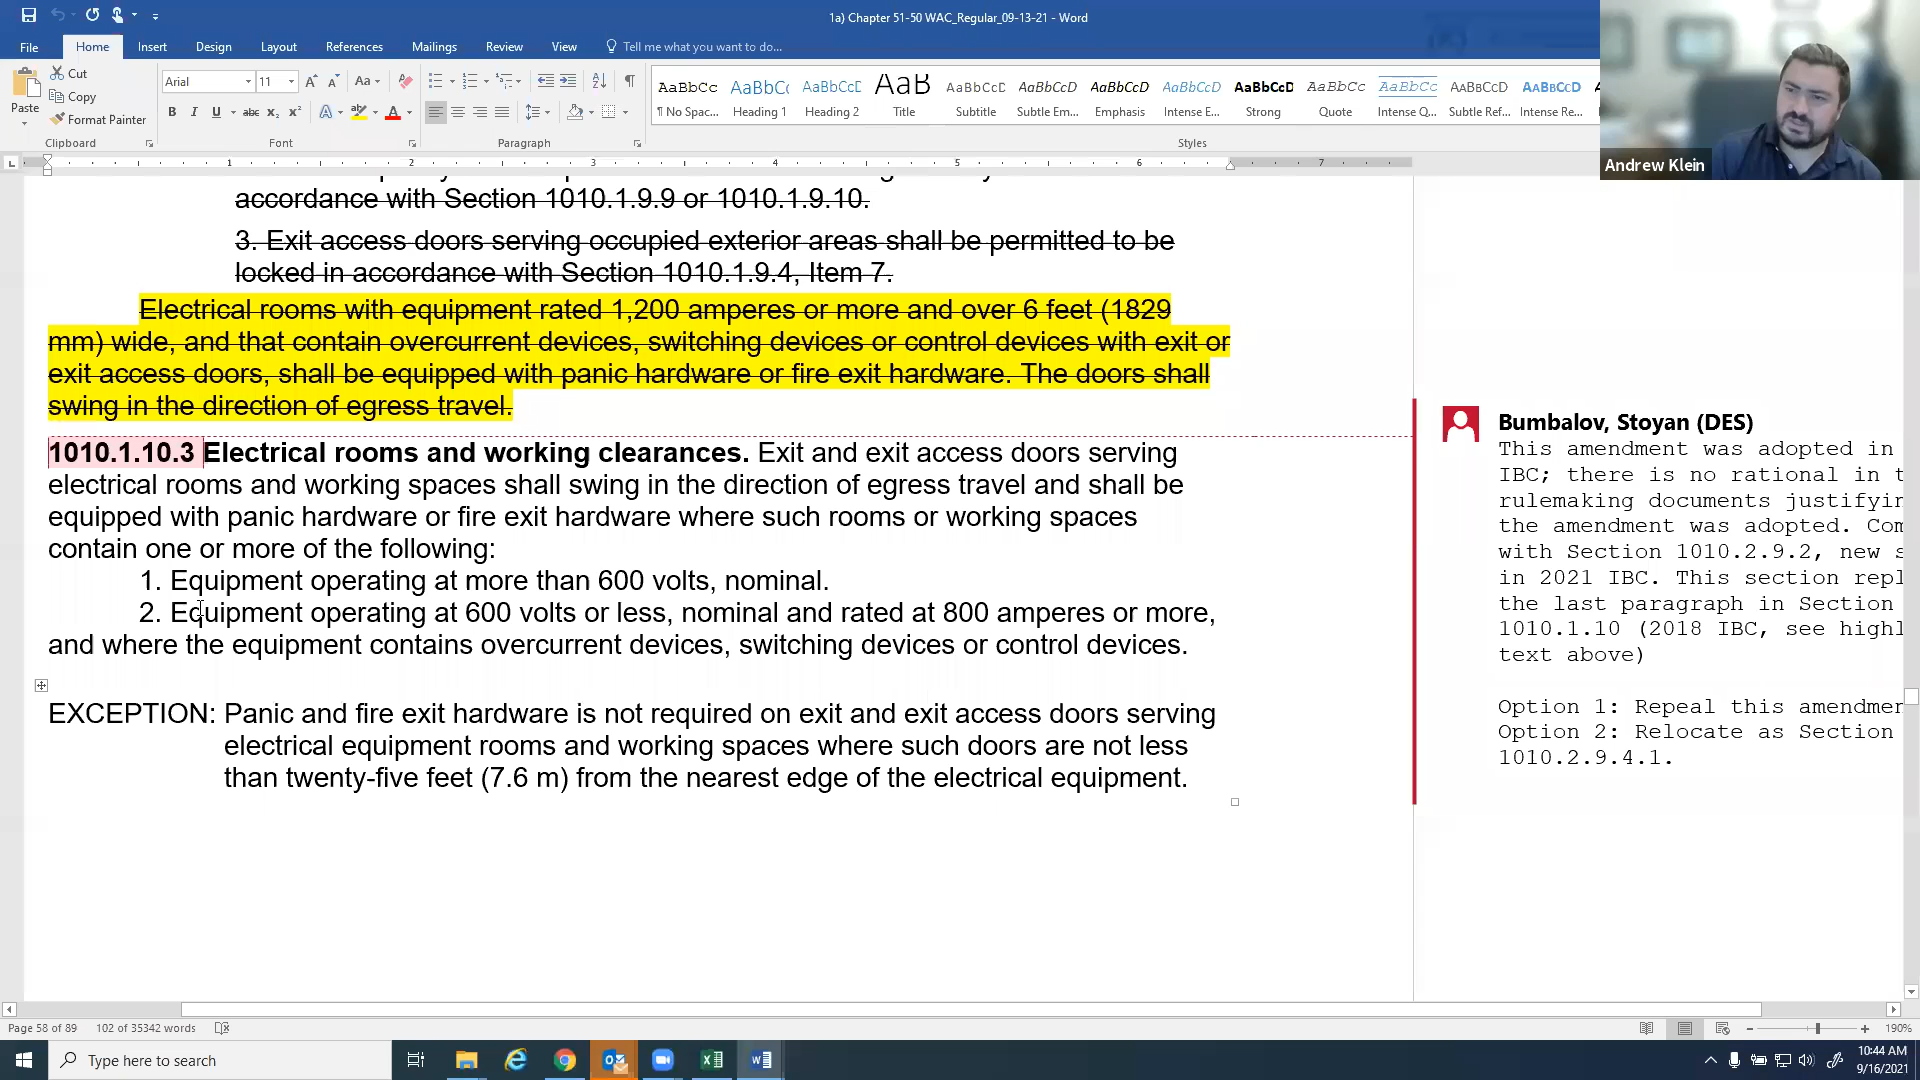 1a) Chapter 51-50 WAC_Regular_09-13-21 - Word
File Home Insert Design Layout References Mailings Review View Tell me what you want to do...
Cut
Copy
Paste
Format Painter
Arial 11
Clipboard Font Paragraph Styles
AaBbCc AaBbCc AaBbCcD AaB AaBbCcD AaBbCcD AaBbCcD AaBbCcD AaBbCcD AaBbCcD AaBbCc AaBbCcD AaBbCcD
¶ No Spac... Heading 1 Heading 2 Title Subtitle Subtle Em... Emphasis Intense E... Strong Quote Intense Q... Subtle Ref... Intense Re...
Andrew Klein
1 2 3 4 5 6 7
accordance with Section 1010.1.9.9 or 1010.1.9.10.
3. Exit access doors serving occupied exterior areas shall be permitted to be
locked in accordance with Section 1010.1.9.4, Item 7.
Electrical rooms with equipment rated 1,200 amperes or more and over 6 feet (1829
mm) wide, and that contain overcurrent devices, switching devices or control devices with exit or
exit access doors, shall be equipped with panic hardware or fire exit hardware. The doors shall
swing in the direction of egress travel.
1010.1.10.3 Electrical rooms and working clearances. Exit and exit access doors serving
electrical rooms and working spaces shall swing in the direction of egress travel and shall be
equipped with panic hardware or fire exit hardware where such rooms or working spaces
contain one or more of the following:
1. Equipment operating at more than 600 volts, nominal.
2. Equipment operating at 600 volts or less, nominal and rated at 800 amperes or more,
and where the equipment contains overcurrent devices, switching devices or control devices.
EXCEPTION: Panic and fire exit hardware is not required on exit and exit access doors serving
electrical equipment rooms and working spaces where such doors are not less
than twenty-five feet (7.6 m) from the nearest edge of the electrical equipment.
Bumbalov, Stoyan (DES)
This amendment was adopted in
IBC; there is no rational in t
rulemaking documents justifyin
the amendment was adopted. Com
with Section 1010.2.9.2, new s
in 2021 IBC. This section repl
the last paragraph in Section
1010.1.10 (2018 IBC, see highl
text above)
Option 1: Repeal this amendmen
Option 2: Relocate as Section
1010.2.9.4.1.
Page 58 of 89 102 of 35342 words 190%
Type here to search
10:44 AM
9/16/2021